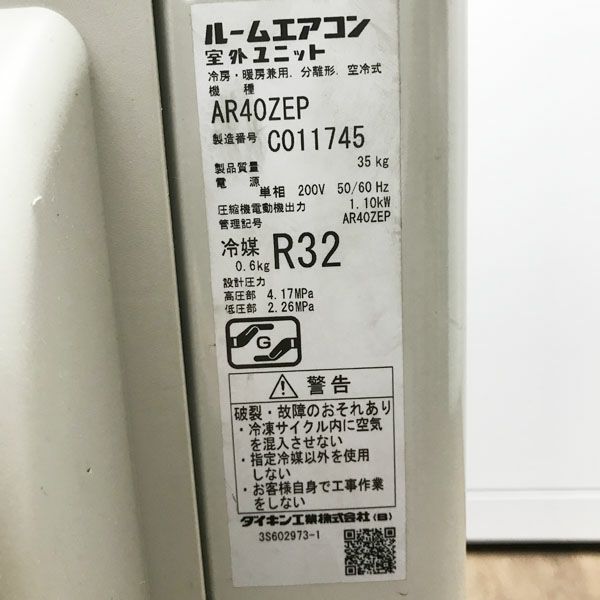 ルームエアコン
室外ユニット
冷房・暖房兼用. 分離形. 空冷式
機 種
AR40ZEP
製造番号 C011745
製品質量 35 kg
電 源
単相 200V 50/60 Hz
圧縮機電動機出力 1.10kW
管理記号 AR40ZEP
冷媒 R32
0.6kg
設計圧力
高圧部 4.17MPa
低圧部 2.26MPa
G
警告
破裂・故障のおそれあり
・冷凍サイクル内に空気
を混入させない
・指定冷媒以外を使用
しない
・お客様自身で工事作業
をしない
ダイキン工業株式会社(B)
3S602973-1